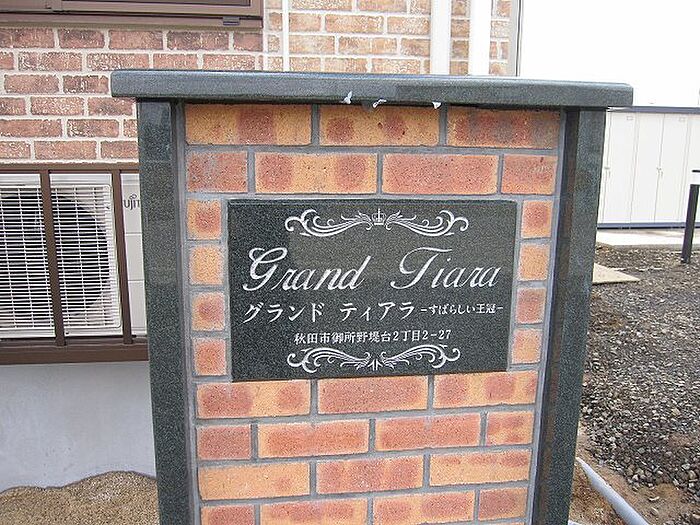 Grand Tiara
グランド ティアラ -すばらしい王冠-
秋田市御所野堤台2丁目2-27